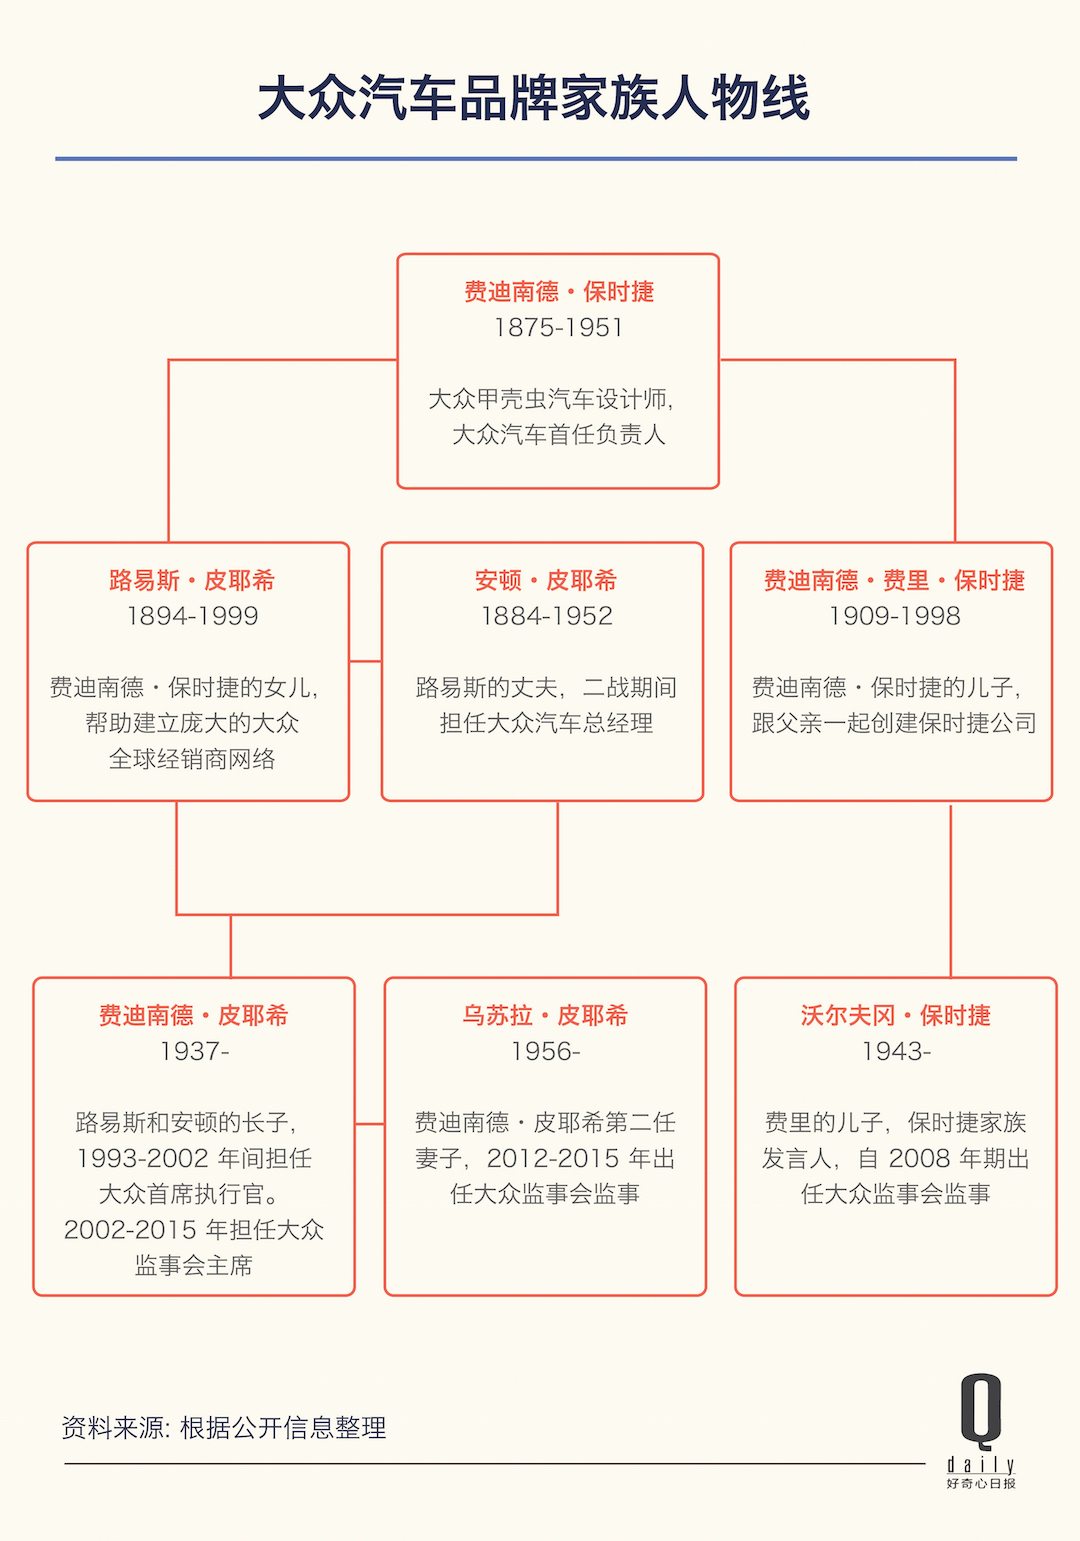 大众汽车品牌家族人物线
费迪南德·保时捷
1875-1951
大众甲壳虫汽车设计师,
大众汽车首任负责人
路易斯·皮耶希
1894-1999
费迪南德·保时捷的女儿,
帮助建立庞大的大众
全球经销商网络
安顿·皮耶希
1884-1952
路易斯的丈夫，二战期间
担任大众汽车总经理
费迪南德·费里·保时捷
1909-1998
费迪南德·保时捷的儿子,
跟父亲一起创建保时捷公司
费迪南德·皮耶希
1937-
路易斯和安顿的长子,
1993-2002 年间担任
大众首席执行官。
2002-2015 年担任大众
监事会主席
乌苏拉·皮耶希
1956-
费迪南德·皮耶希第二任
妻子，2012-2015 年出
任大众监事会监事
沃尔夫冈·保时捷
1943-
费里的儿子，保时捷家族
发言人，自 2008 年期出
任大众监事会监事
资料来源: 根据公开信息整理
Q
daily
好奇心日报